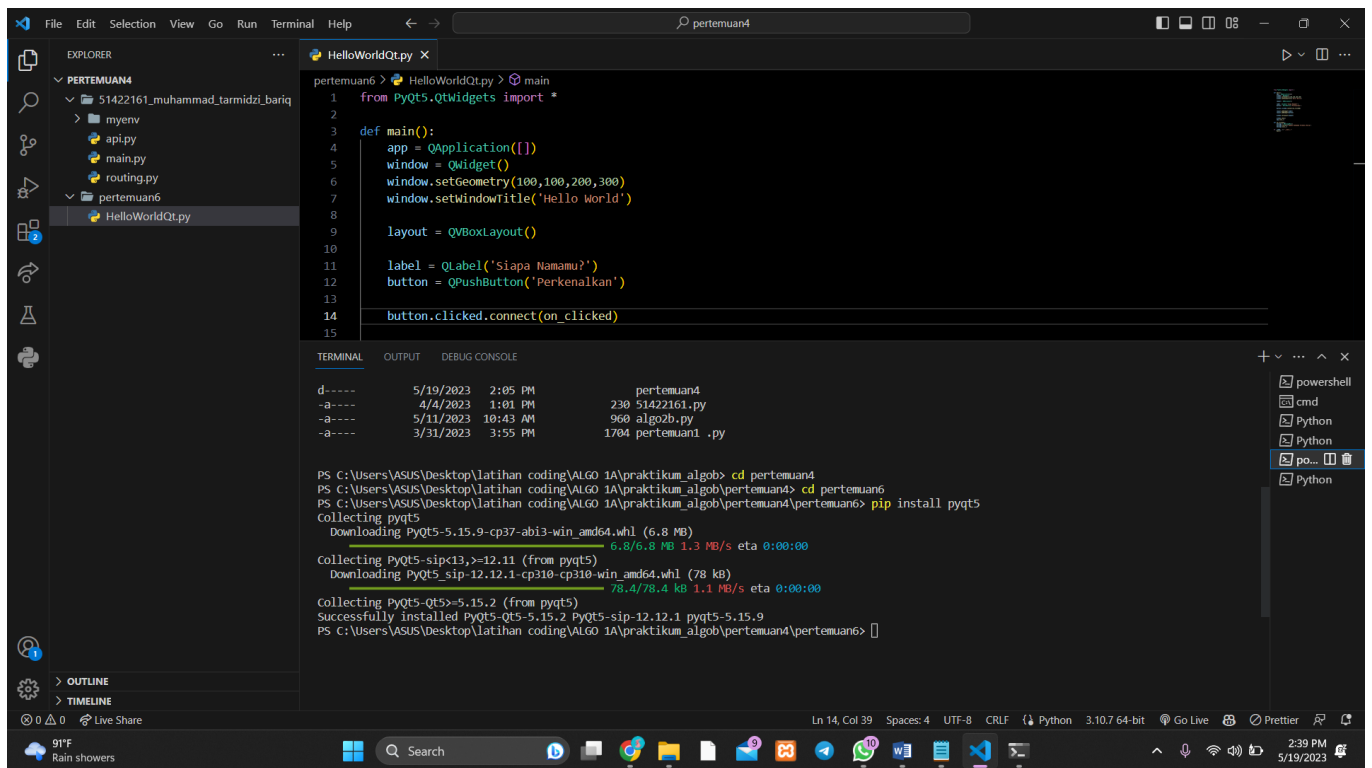 File Edit Selection View Go Run Terminal Help
pertemuan4
EXPLORER
PERTEMUAN4
51422161_muhammad_tarmidzi_bariq
myenv
api.py
main.py
routing.py
pertemuan6
HelloWorldQt.py
OUTLINE
TIMELINE
HelloWorldQt.py
pertemuan6 > HelloWorldQt.py > main
1 from PyQt5.QtWidgets import *
2
3 def main():
4 app = QApplication([])
5 window = QWidget()
6 window.setGeometry(100,100,200,300)
7 window.setWindowTitle('Hello World')
8
9 layout = QVBoxLayout()
10
11 label = QLabel('Siapa Namamu?')
12 button = QPushButton('Perkenalkan')
13
14 button.clicked.connect(on_clicked)
15
TERMINAL OUTPUT DEBUG CONSOLE
d----- 5/19/2023 2:05 PM pertemuan4
-a---- 4/4/2023 1:01 PM 230 51422161.py
-a---- 5/11/2023 10:43 AM 960 algo2b.py
-a---- 3/31/2023 3:55 PM 1704 pertemuan1 .py
PS C:\Users\ASUS\Desktop\latihan coding\ALGO 1A\praktikum_algob> cd pertemuan4
PS C:\Users\ASUS\Desktop\latihan coding\ALGO 1A\praktikum_algob\pertemuan4> cd pertemuan6
PS C:\Users\ASUS\Desktop\latihan coding\ALGO 1A\praktikum_algob\pertemuan4\pertemuan6> pip install pyqt5
Collecting pyqt5
Downloading PyQt5-5.15.9-cp37-abi3-win_amd64.whl (6.8 MB)
6.8/6.8 MB 1.3 MB/s eta 0:00:00
Collecting PyQt5-sip<13,>=12.11 (from pyqt5)
Downloading PyQt5_sip-12.12.1-cp310-cp310-win_amd64.whl (78 kB)
78.4/78.4 kB 1.1 MB/s eta 0:00:00
Collecting PyQt5-Qt5>=5.15.2 (from pyqt5)
Successfully installed PyQt5-Qt5-5.15.2 PyQt5-sip-12.12.1 pyqt5-5.15.9
PS C:\Users\ASUS\Desktop\latihan coding\ALGO 1A\praktikum_algob\pertemuan4\pertemuan6>
powershell
cmd
Python
Python
po...
Python
2
1
0 0 Live Share
Ln 14, Col 39 Spaces: 4 UTF-8 CRLF Python 3.10.7 64-bit Go Live Prettier
91°F
Rain showers
Search
9
10
2:39 PM
5/19/2023